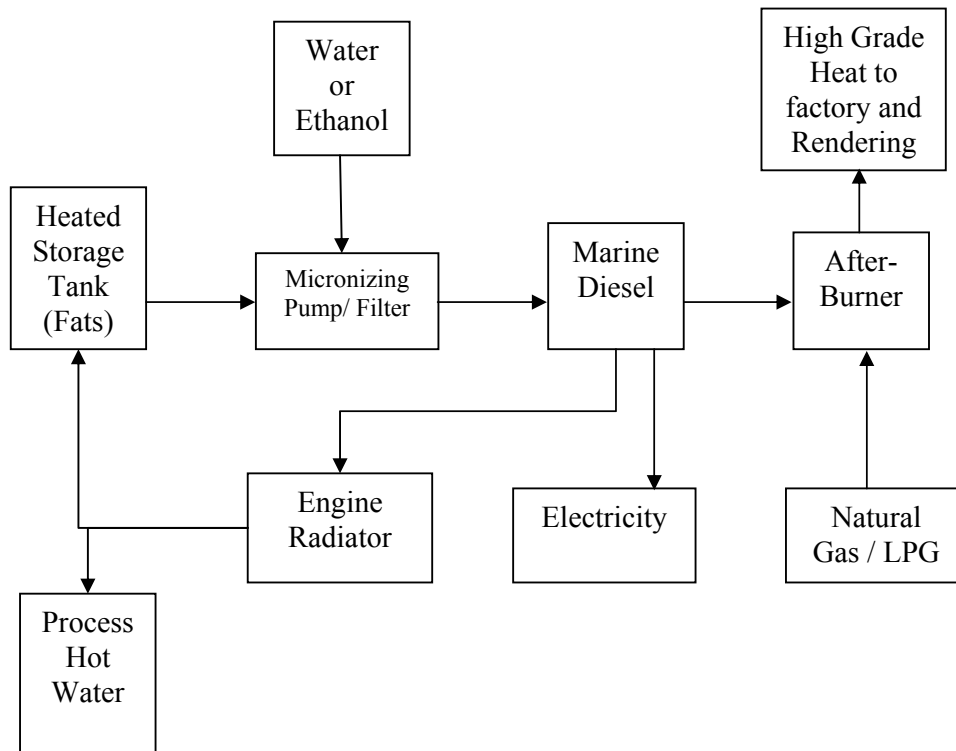 Water
or
Ethanol
High Grade
Heat to
factory and
Rendering
Heated
Storage
Tank
(Fats)
Micronizing
Pump/ Filter
Marine
Diesel
After-
Burner
Engine
Radiator
Electricity
Natural
Gas / LPG
Process
Hot
Water